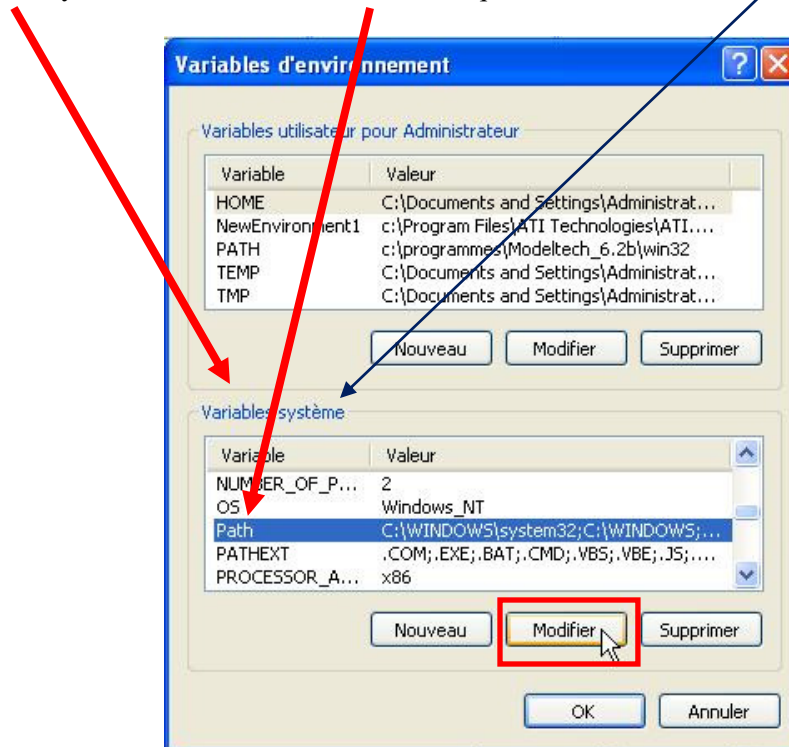 Variables d'environnement
Variables utilisateur pour Administrateur
Variable Valeur
HOME C:\Documents and Settings\Administrat...
NewEnvironment1 c:\Program Files\ATI Technologies\ATI....
PATH c:\programmes\Modeltech_6.2b\win32
TEMP C:\Documents and Settings\Administrat...
TMP C:\Documents and Settings\Administrat...
Nouveau Modifier Supprimer
Variables système
Variable Valeur
NUMBER_OF_P... 2
OS Windows_NT
Path C:\WINDOWS\system32;C:\WINDOWS;...
PATHEXT .COM;.EXE;.BAT;.CMD;.VBS;.VBE;.JS;....
PROCESSOR_A... x86
Nouveau Modifier Supprimer
OK Annuler